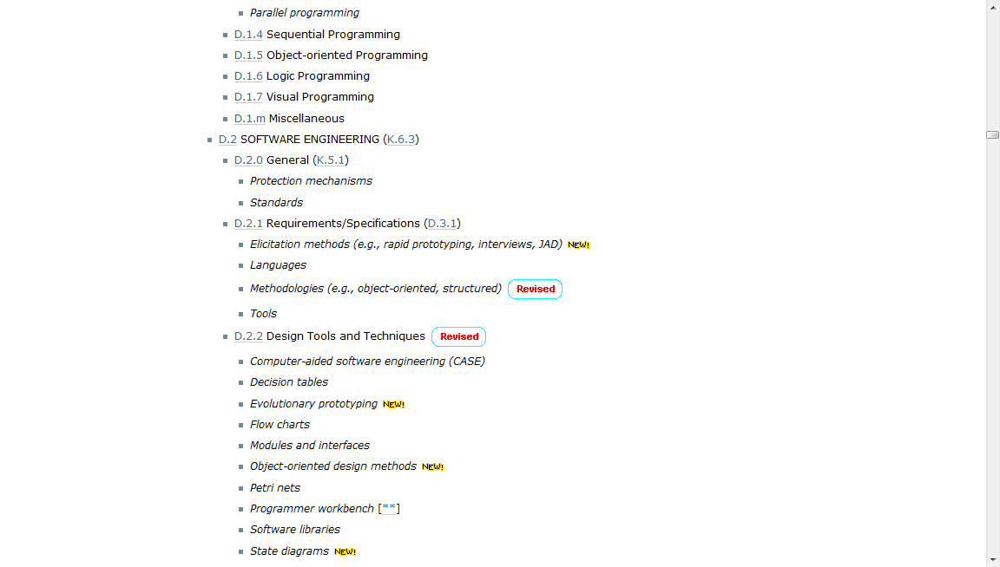 Parallel programming
D.1.4 Sequential Programming
D.1.5 Object-oriented Programming
D.1.6 Logic Programming
D.1.7 Visual Programming
D.1.m Miscellaneous
D.2 SOFTWARE ENGINEERING (K.6.3)
D.2.0 General (K.5.1)
Protection mechanisms
Standards
D.2.1 Requirements/Specifications (D.3.1)
Elicitation methods (e.g., rapid prototyping, interviews, JAD) NEW!
Languages
Methodologies (e.g., object-oriented, structured) Revised
Tools
D.2.2 Design Tools and Techniques Revised
Computer-aided software engineering (CASE)
Decision tables
Evolutionary prototyping NEW!
Flow charts
Modules and interfaces
Object-oriented design methods NEW!
Petri nets
Programmer workbench [**]
Software libraries
State diagrams NEW!